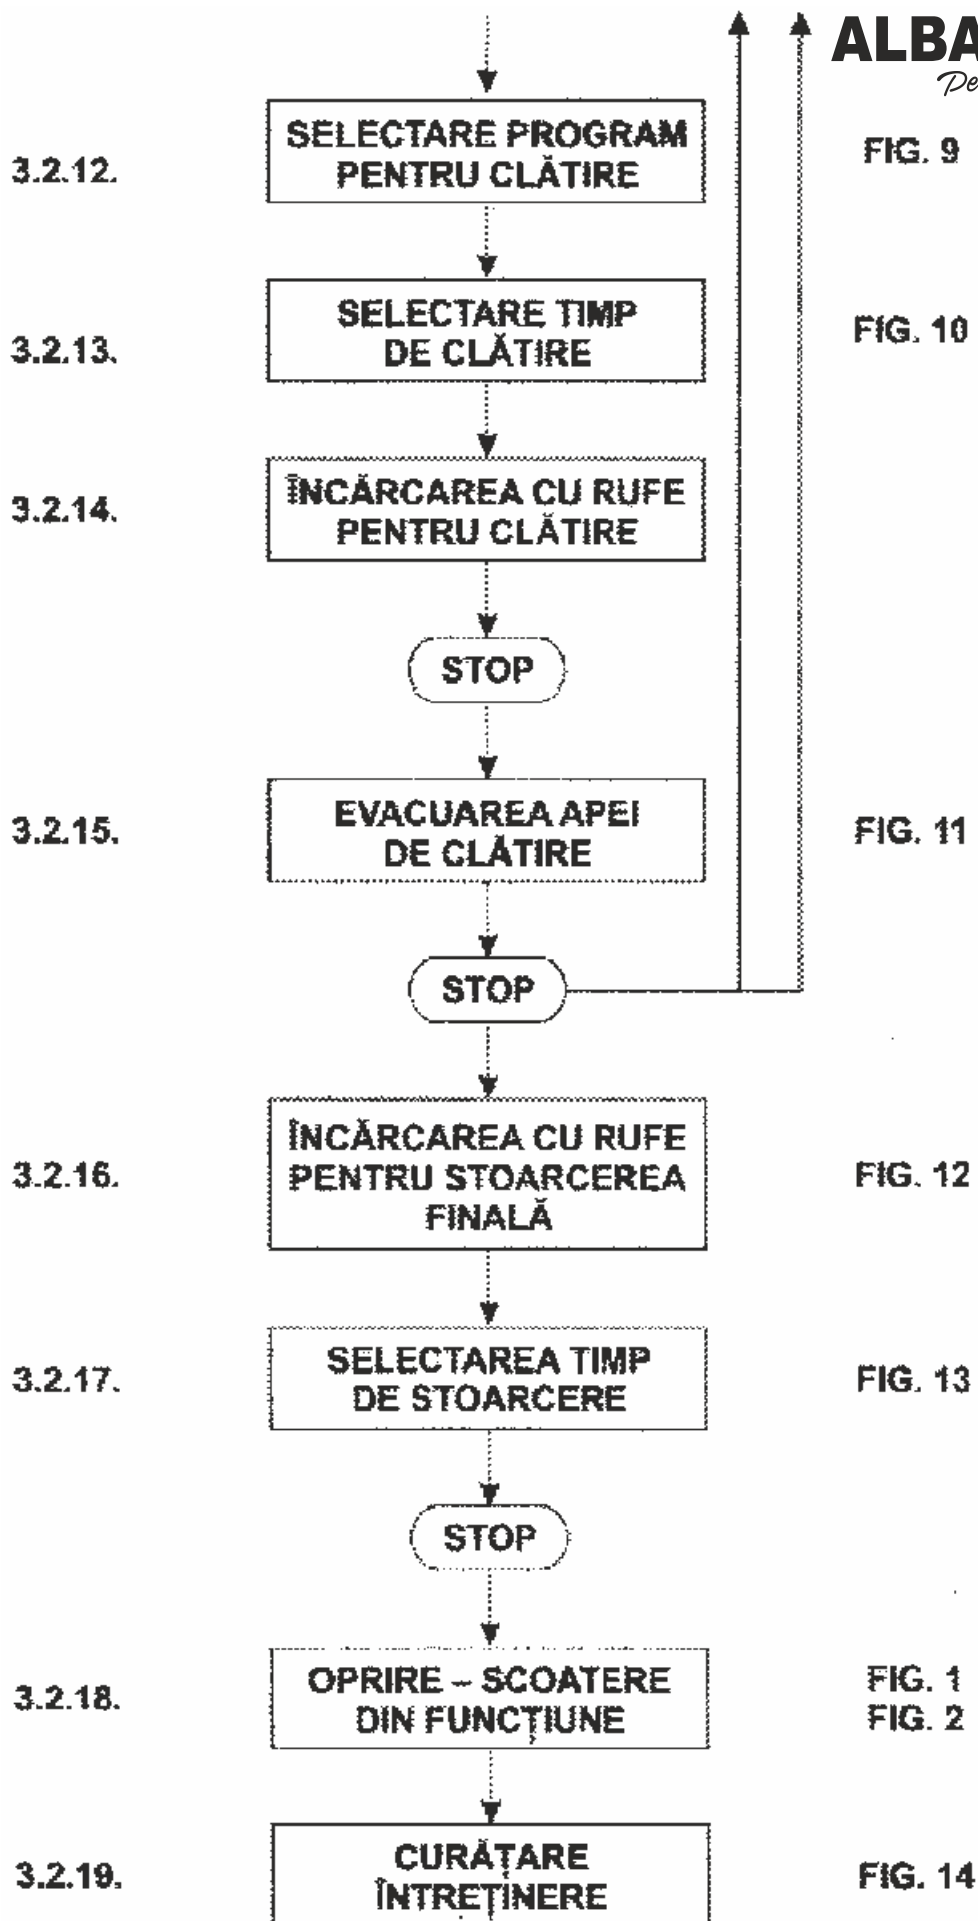 ALBA
Pe
3.2.12.
SELECTARE PROGRAM
PENTRU CLĂTIRE
FIG. 9
3.2.13.
SELECTARE TIMP
DE CLĂTIRE
FIG. 10
3.2.14.
ÎNCĂRCAREA CU RUFE
PENTRU CLĂTIRE
STOP
3.2.15.
EVACUAREA APEI
DE CLĂTIRE
FIG. 11
STOP
3.2.16.
ÎNCĂRCAREA CU RUFE
PENTRU STOARCEREA
FINALĂ
FIG. 12
3.2.17.
SELECTAREA TIMP
DE STOARCERE
FIG. 13
STOP
3.2.18.
OPRIRE – SCOATERE
DIN FUNCȚIUNE
FIG. 1
FIG. 2
3.2.19.
CURĂȚARE
ÎNTREȚINERE
FIG. 14